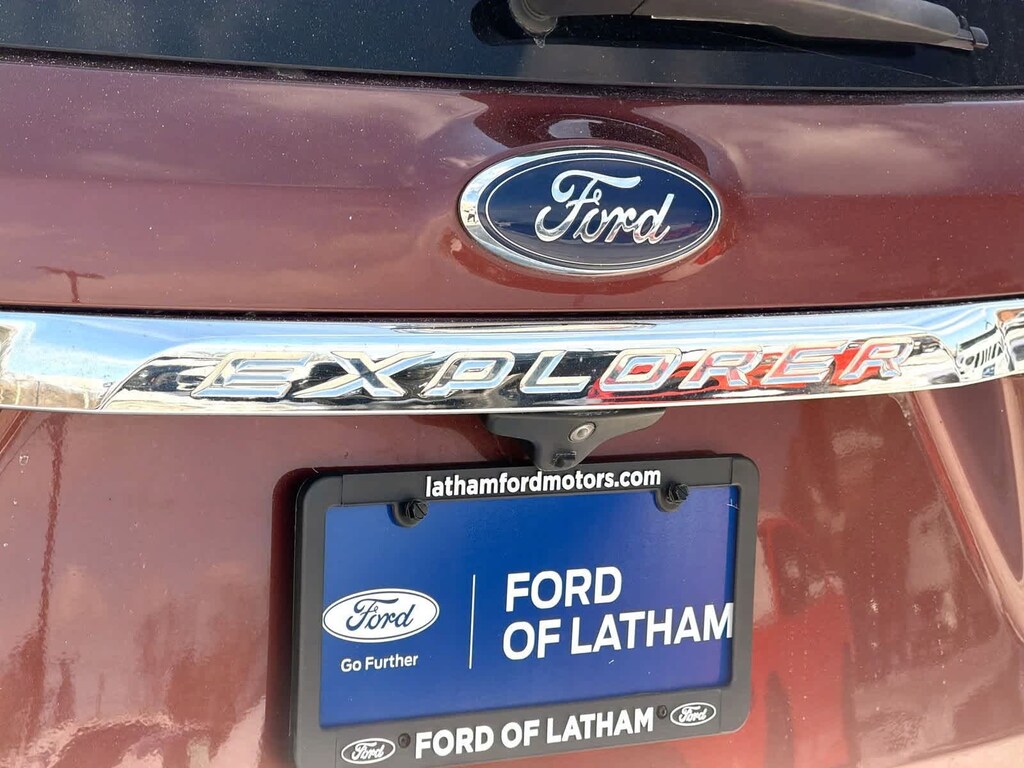 Ford
EXPLORER
lathamfordmotors.com
Ford
Go Further
FORD
OF LATHAM
Ford
FORD OF LATHAM
Ford